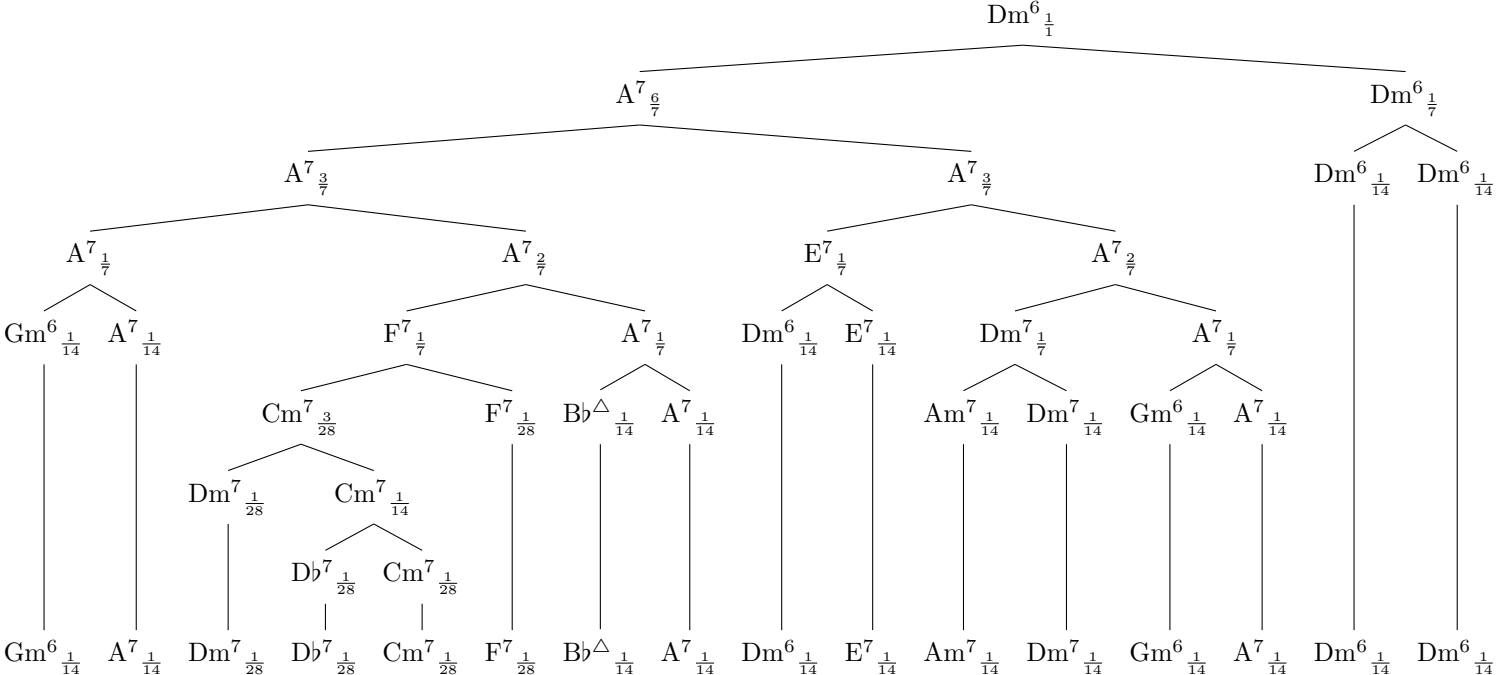 Dm⁶ 1/1
A⁷ 6/7 Dm⁶ 1/7
A⁷ 3/7 A⁷ 3/7 Dm⁶ 1/14 Dm⁶ 1/14
A⁷ 1/7 A⁷ 2/7 E⁷ 1/7 A⁷ 2/7
Gm⁶ 1/14 A⁷ 1/14 F⁷ 1/7 A⁷ 1/7 Dm⁶ 1/14 E⁷ 1/14 Dm⁷ 1/7 A⁷ 1/7
Cm⁷ 3/28 F⁷ 1/28 B♭△ 1/14 A⁷ 1/14 Am⁷ 1/14 Dm⁷ 1/14 Gm⁶ 1/14 A⁷ 1/14
Dm⁷ 1/28 Cm⁷ 1/14
D♭⁷ 1/28 Cm⁷ 1/28
Gm⁶ 1/14 A⁷ 1/14 Dm⁷ 1/28 D♭⁷ 1/28 Cm⁷ 1/28 F⁷ 1/28 B♭△ 1/14 A⁷ 1/14 Dm⁶ 1/14 E⁷ 1/14 Am⁷ 1/14 Dm⁷ 1/14 Gm⁶ 1/14 A⁷ 1/14 Dm⁶ 1/14 Dm⁶ 1/14